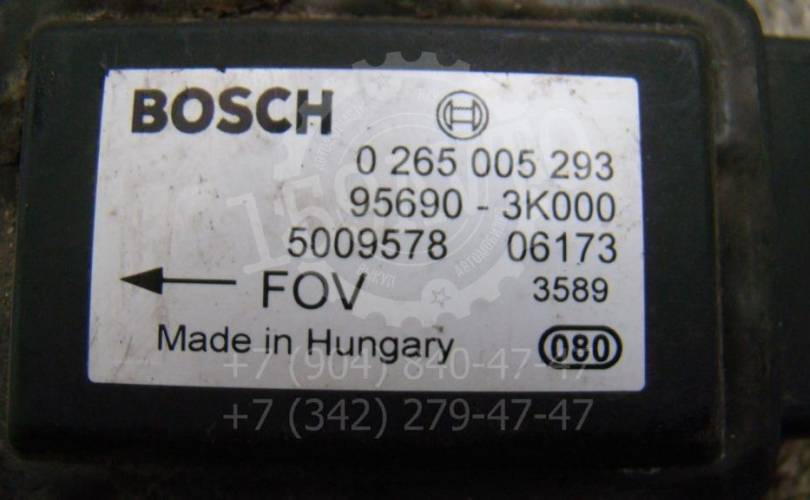 BOSCH
0 265 005 293
95690 - 3K000
5009578 06173
FOV 3589
Made in Hungary 080
+7 (904) 840-47-47
+7 (342) 279-47-47